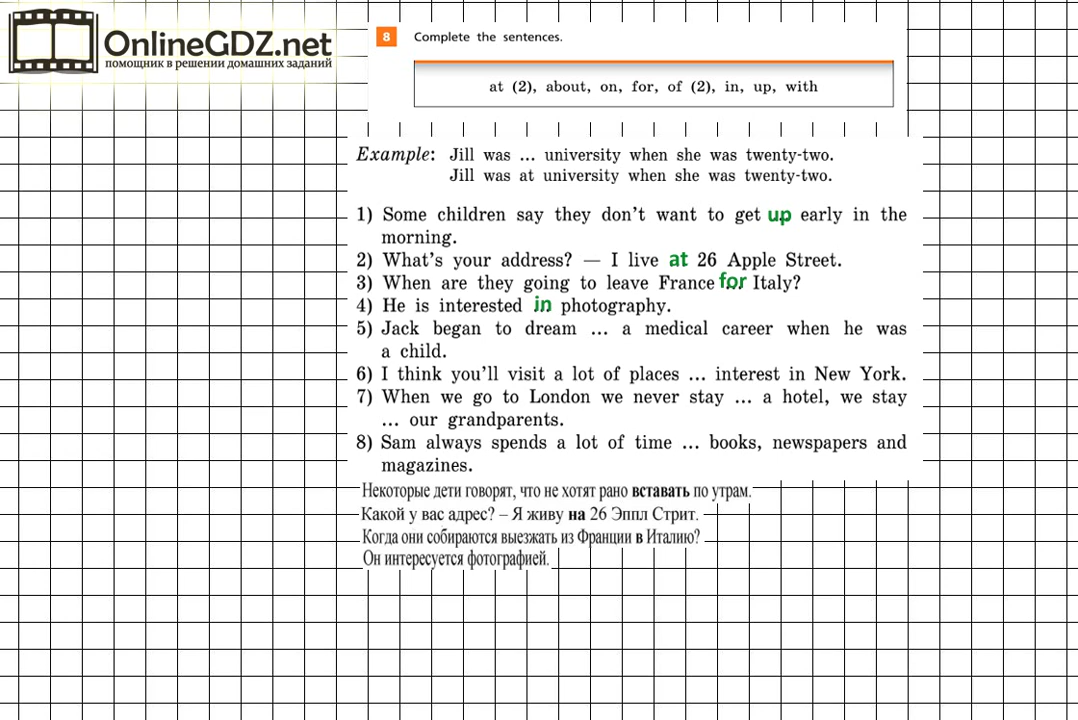 OnlineGDZ.net
помощник в решении домашних заданий
8 Complete the sentences.
at (2), about, on, for, of (2), in, up, with
Example: Jill was ... university when she was twenty-two.
Jill was at university when she was twenty-two.
1) Some children say they don't want to get up early in the
morning.
2) What's your address? — I live at 26 Apple Street.
3) When are they going to leave France for Italy?
4) He is interested in photography.
5) Jack began to dream ... a medical career when he was
a child.
6) I think you'll visit a lot of places ... interest in New York.
7) When we go to London we never stay ... a hotel, we stay
... our grandparents.
8) Sam always spends a lot of time ... books, newspapers and
magazines.
Некоторые дети говорят, что не хотят рано вставать по утрам.
Какой у вас адрес? – Я живу на 26 Эппл Стрит.
Когда они собираются выезжать из Франции в Италию?
Он интересуется фотографией.